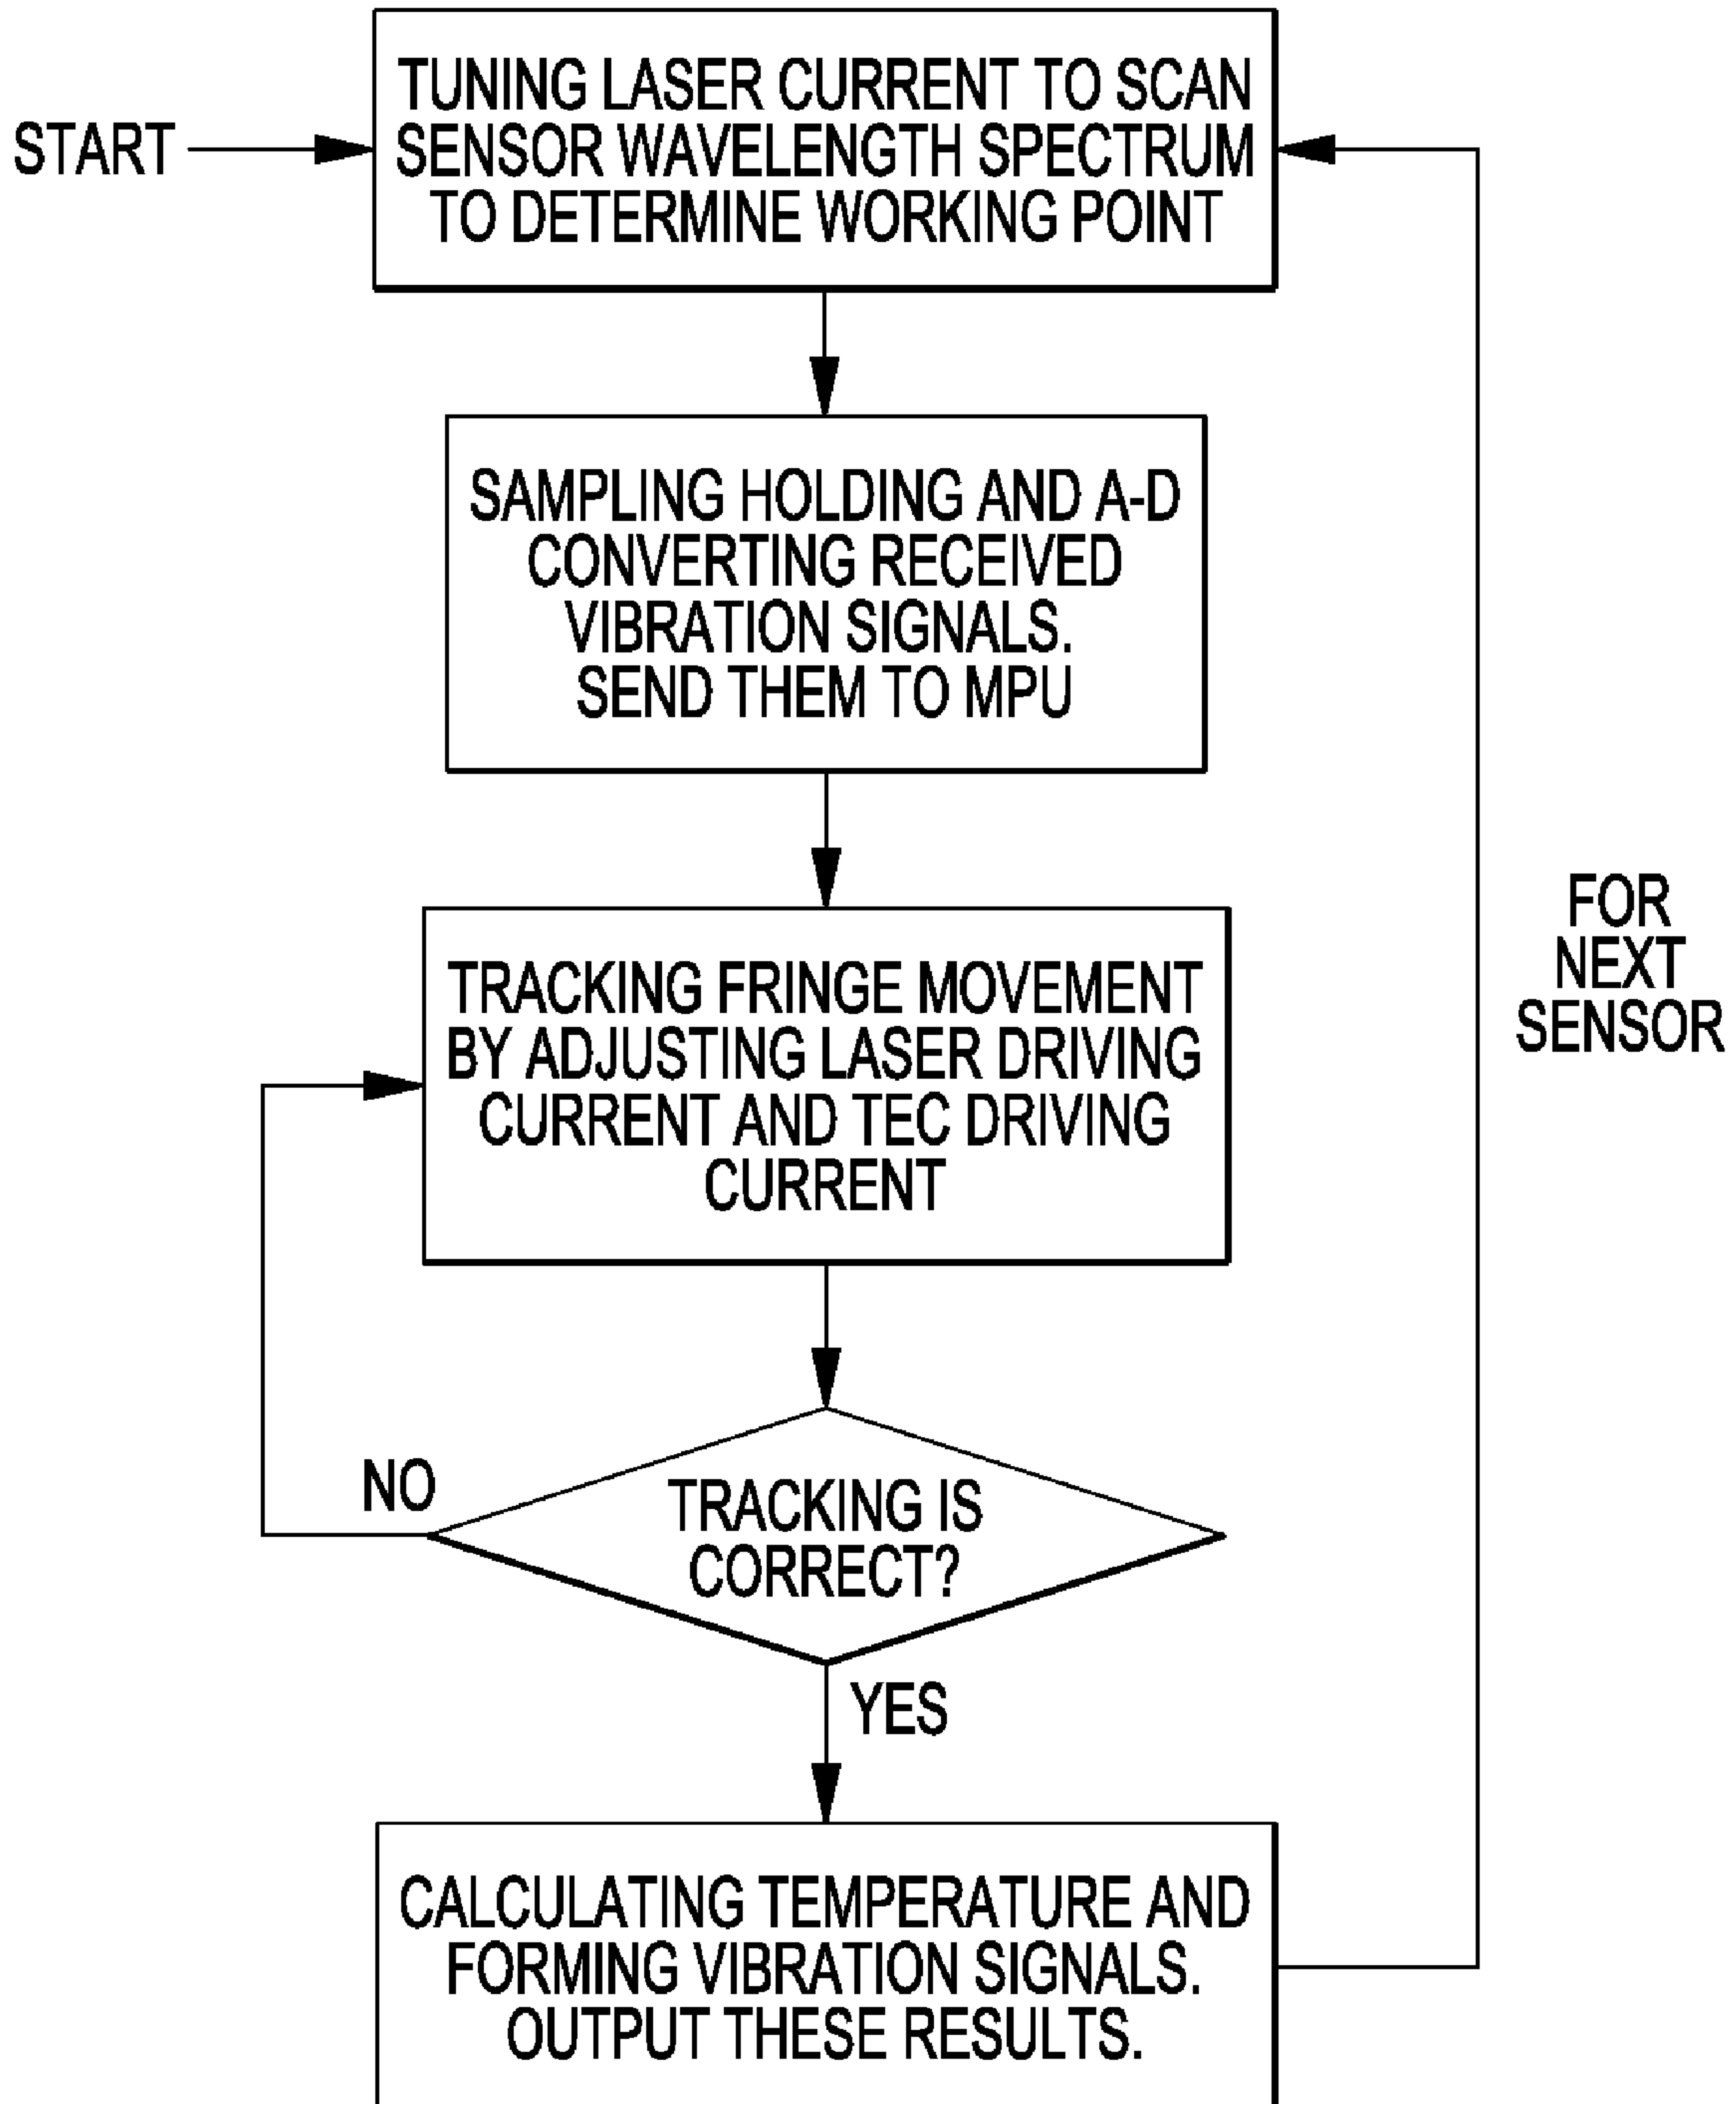 START
TUNING LASER CURRENT TO SCAN
SENSOR WAVELENGTH SPECTRUM
TO DETERMINE WORKING POINT
SAMPLING HOLDING AND A-D
CONVERTING RECEIVED
VIBRATION SIGNALS.
SEND THEM TO MPU
TRACKING FRINGE MOVEMENT
BY ADJUSTING LASER DRIVING
CURRENT AND TEC DRIVING
CURRENT
FOR
NEXT
SENSOR
NO
TRACKING IS
CORRECT?
YES
CALCULATING TEMPERATURE AND
FORMING VIBRATION SIGNALS.
OUTPUT THESE RESULTS.